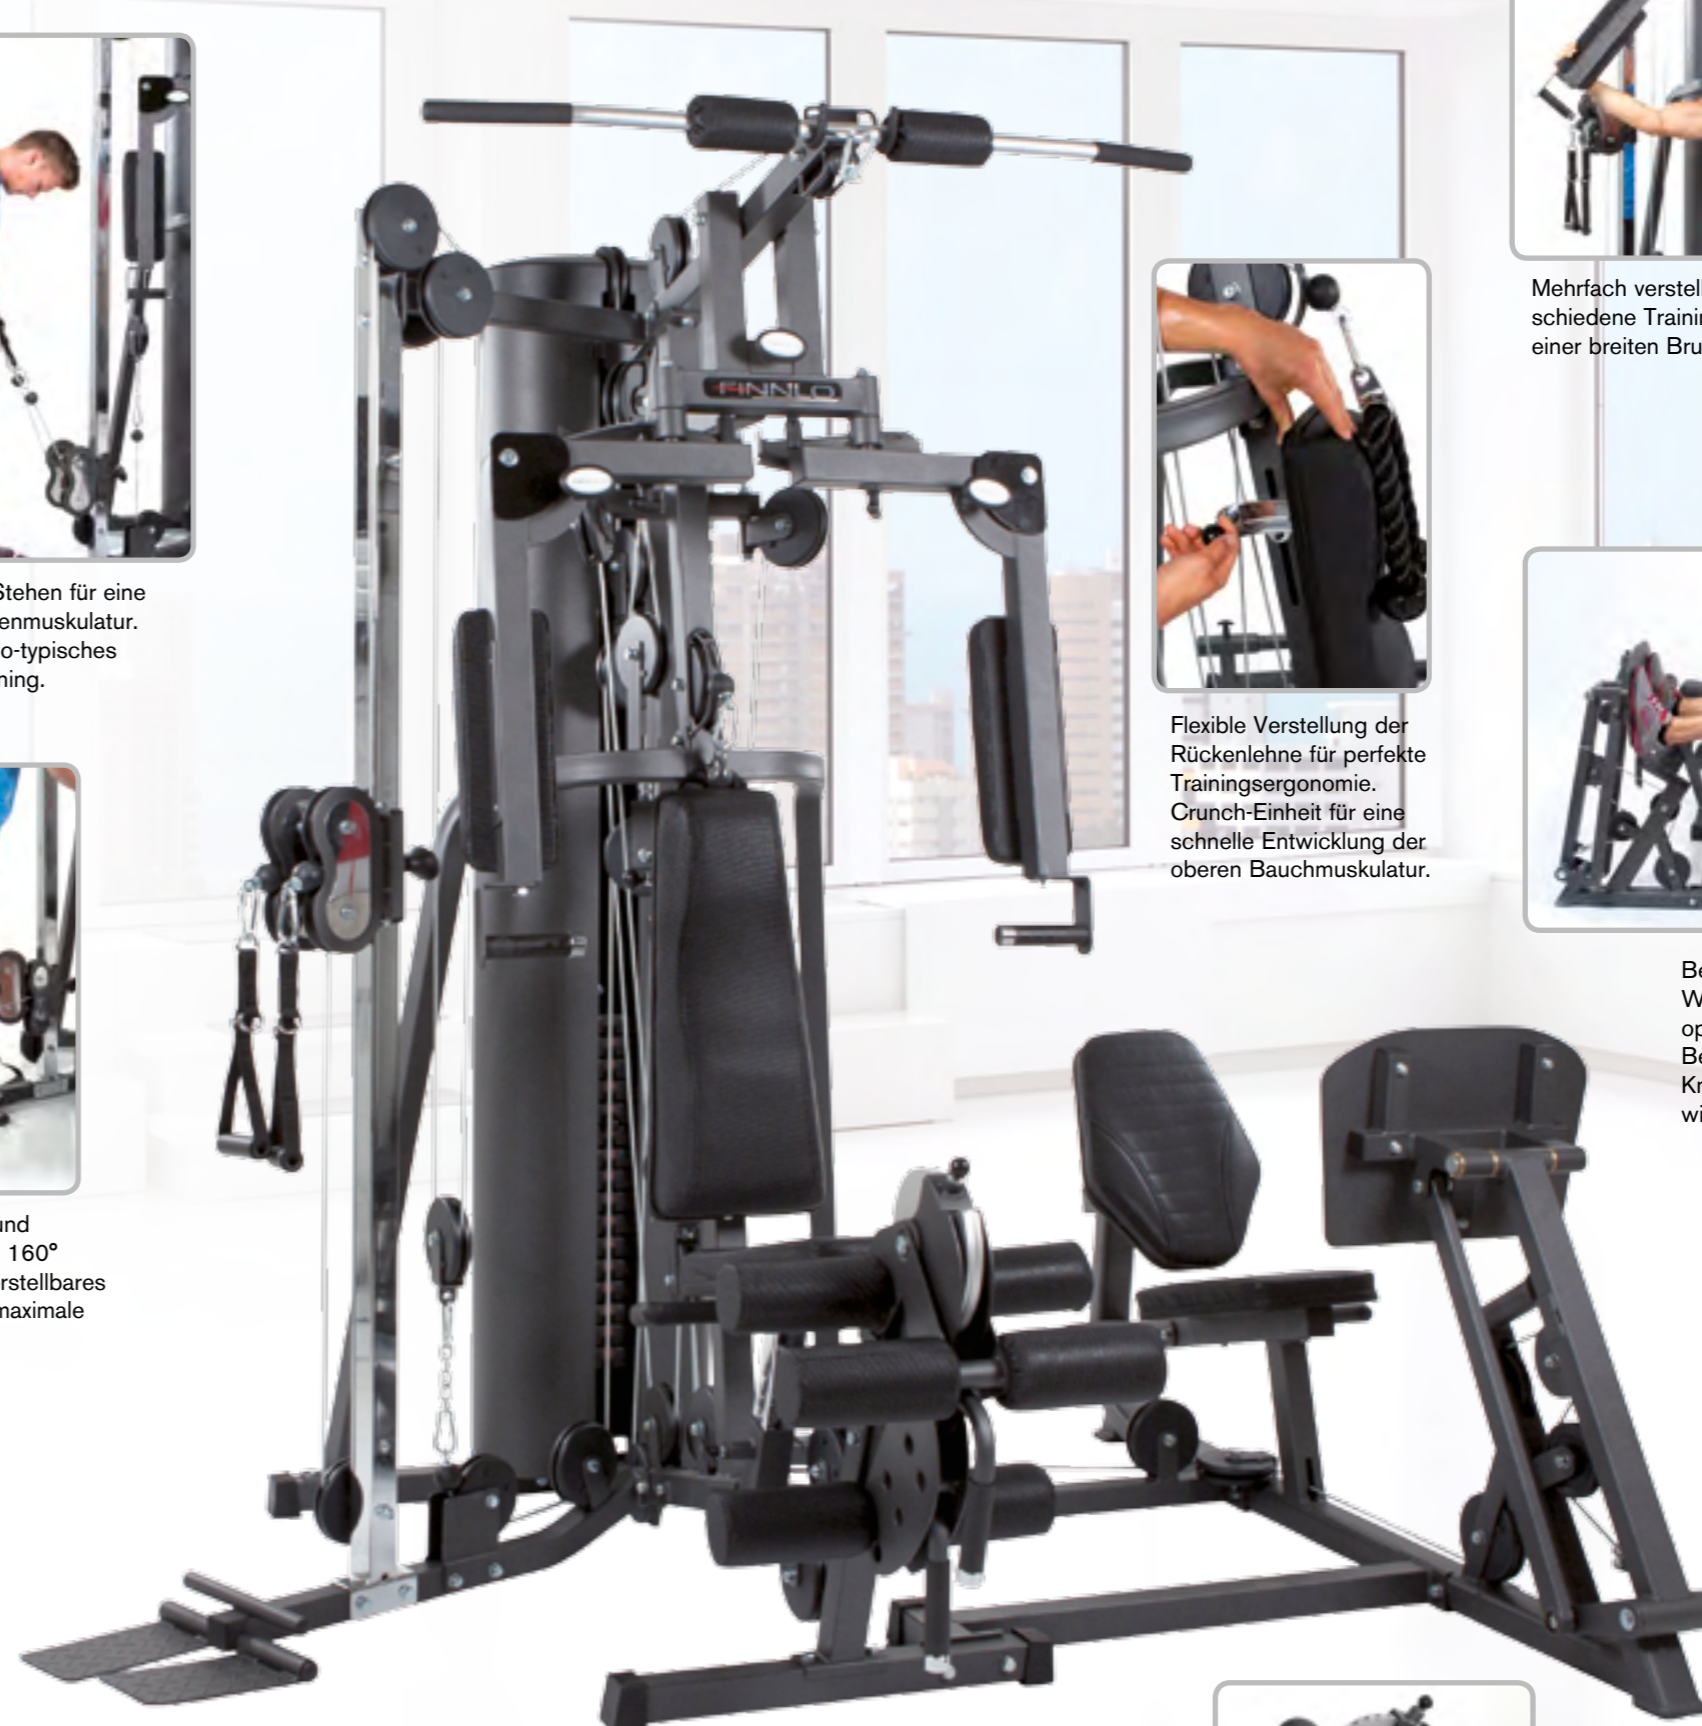 Stehen für eine
enmuskulatur.
o-typisches
ning.
und
160°
rstellbares
maximale
FINNLO
Flexible Verstellung der
Rückenlehne für perfekte
Trainingsergonomie.
Crunch-Einheit für eine
schnelle Entwicklung der
oberen Bauchmuskulatur.
Mehrfach verstell
schiedene Trainin
einer breiten Bru
Be
W
op
Be
Kn
wi